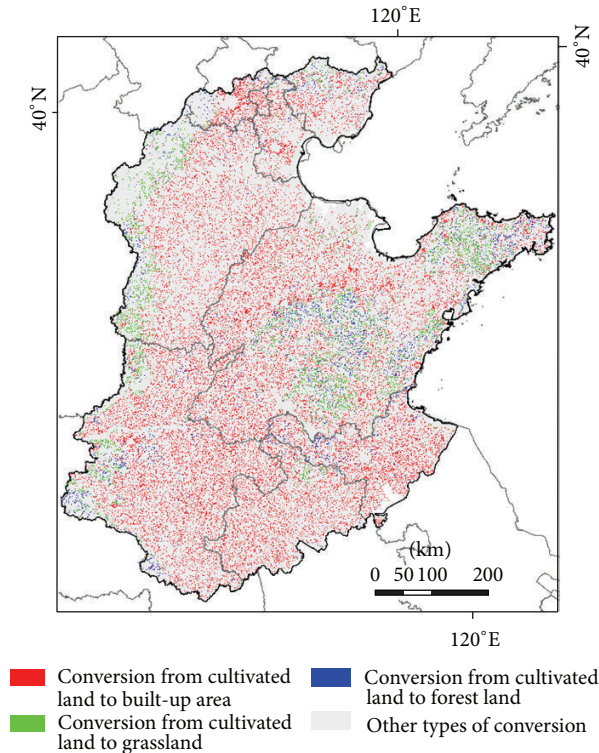 120°E
40°N
40°N
(km)
0 50 100 200
120°E
Conversion from cultivated
land to built-up area
Conversion from cultivated
land to grassland
Conversion from cultivated
land to forest land
Other types of conversion